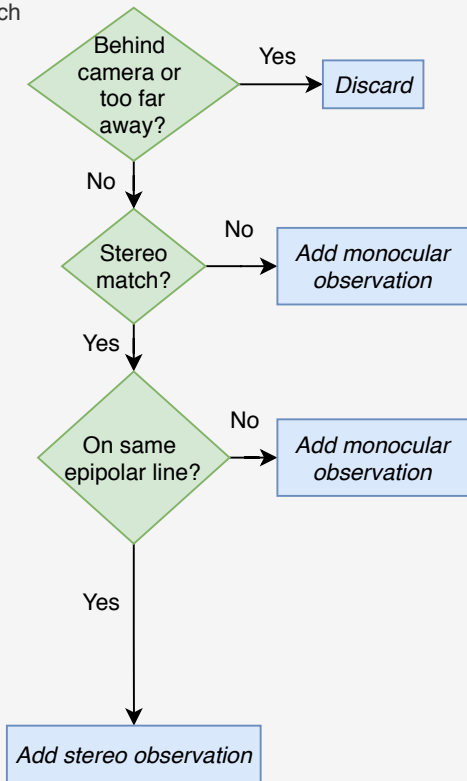 ch
Behind
camera or
too far
away?
Yes
Discard
No
Stereo
match?
No
Add monocular
observation
Yes
On same
epipolar line?
No
Add monocular
observation
Yes
Add stereo observation